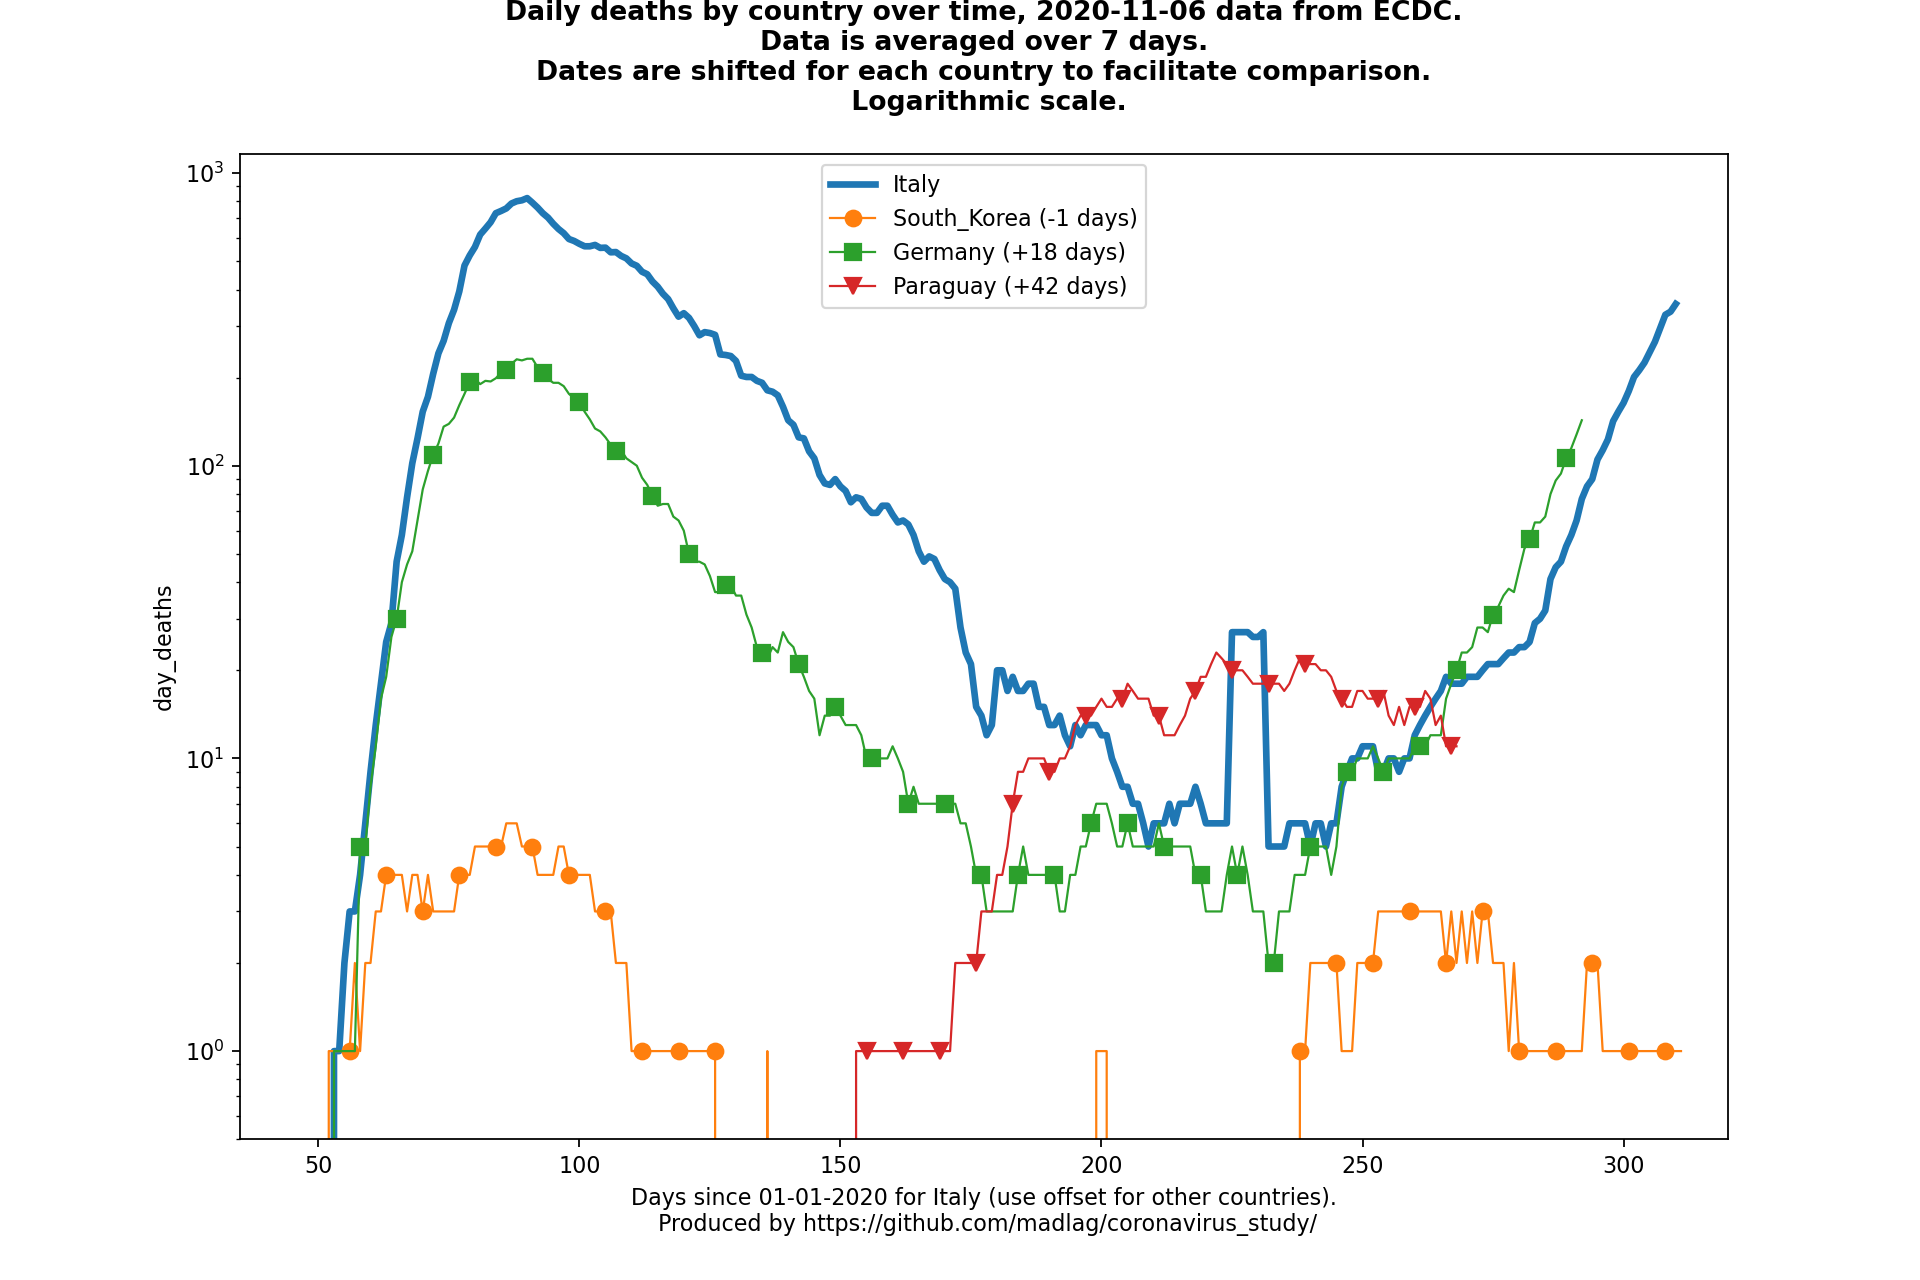 Daily deaths by country over time, 2020-11-06 data from ECDC.
Data is averaged over 7 days.
Dates are shifted for each country to facilitate comparison.
Logarithmic scale.
Italy
South_Korea (-1 days)
Germany (+18 days)
Paraguay (+42 days)
10³
10²
10¹
10⁰
day_deaths
50 100 150 200 250 300
Days since 01-01-2020 for Italy (use offset for other countries).
Produced by https://github.com/madlag/coronavirus_study/